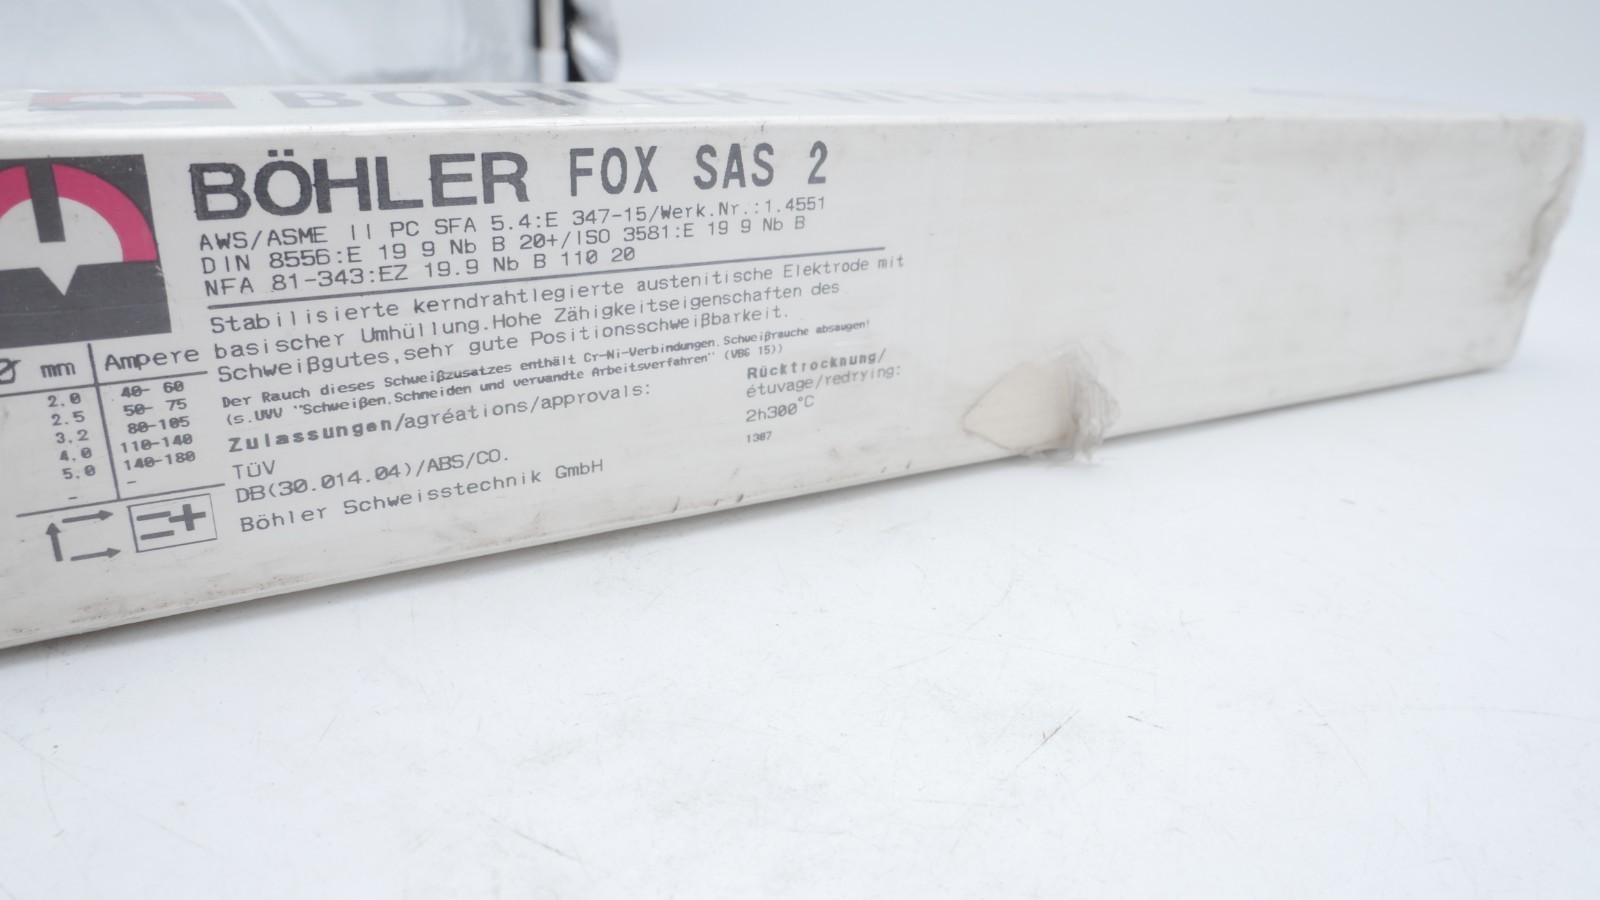 BÖHLER
BÖHLER FOX SAS 2
AWS/ASME II PC SFA 5.4:E 347-15/Werk.Nr.:1.4551
DIN 8556:E 19 9 Nb B 20+/ISO 3581:E 19 9 Nb B
NFA 81-343:EZ 19.9 Nb B 110 20
Stabilisierte kerndrahtlegierte austenitische Elektrode mit
basischer Umhüllung.Hohe Zähigkeitseigenschaften des
Schweißgutes,sehr gute Positionsschweißbarkeit.
Der Rauch dieses Schweißzusatzes enthält Cr-Ni-Verbindungen. Schweißrauche absaugen!
(s.UVV "Schweißen,Schneiden und verwandte Arbeitsverfahren" (VBG 15))
Zulassungen/agréations/approvals:
TÜV
DB(30.014.04)/ABS/CO.
Böhler Schweisstechnik GmbH
Rücktrocknung/
étuvage/redrying:
2h300°C
1387
Ø mm Ampere
2.0 40- 60
2.5 50- 75
3.2 80-105
4.0 110-140
5.0 140-180
- -
=+